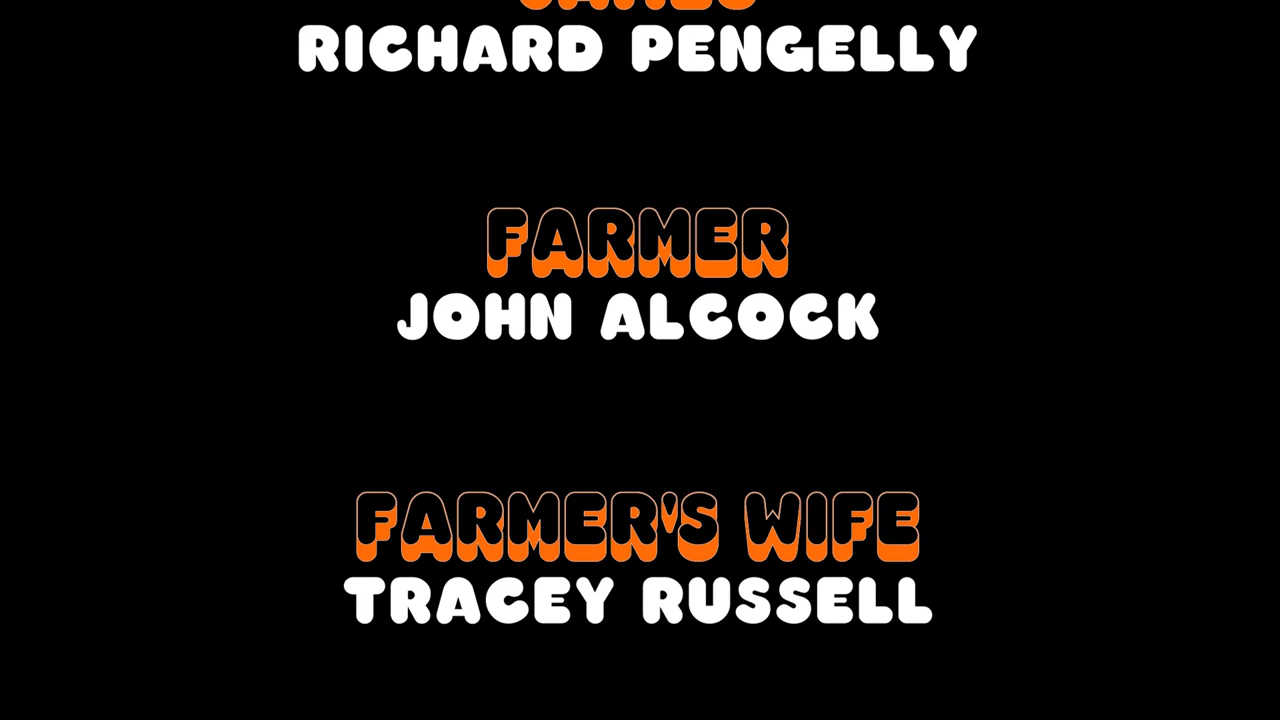 RICHARD PENGELLY
FARMER
JOHN ALCOCK
FARMER'S WIFE
TRACEY RUSSELL